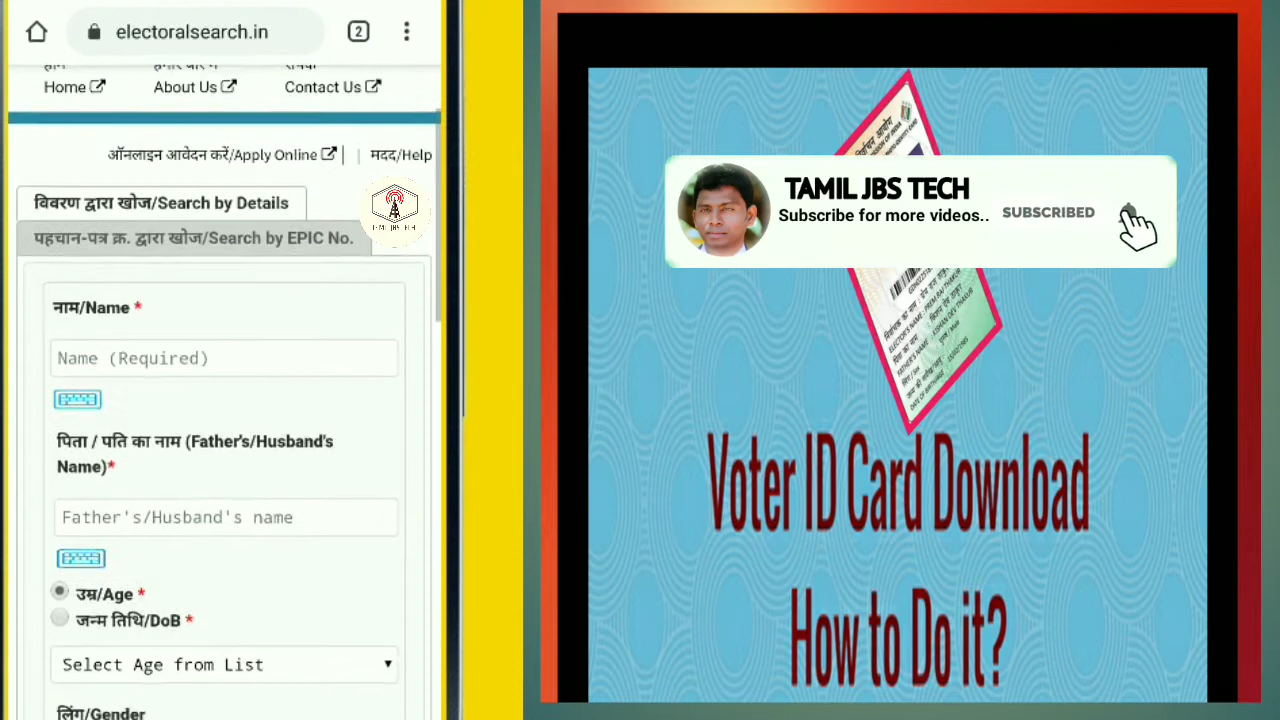 electoralsearch.in
2
Home
About Us
Contact Us
ऑनलाइन आवेदन करें/Apply Online | मदद/Help
विवरण द्वारा खोज/Search by Details
पहचान-पत्र क्र. द्वारा खोज/Search by EPIC No.
नाम/Name *
Name (Required)
पिता / पति का नाम (Father's/Husband's
Name)*
Father's/Husband's name
उम्र/Age *
जन्म तिथि/DoB *
Select Age from List
लिंग/Gender
TAMIL JBS TECH
Subscribe for more videos..
SUBSCRIBED
Voter ID Card Download
How to Do it?